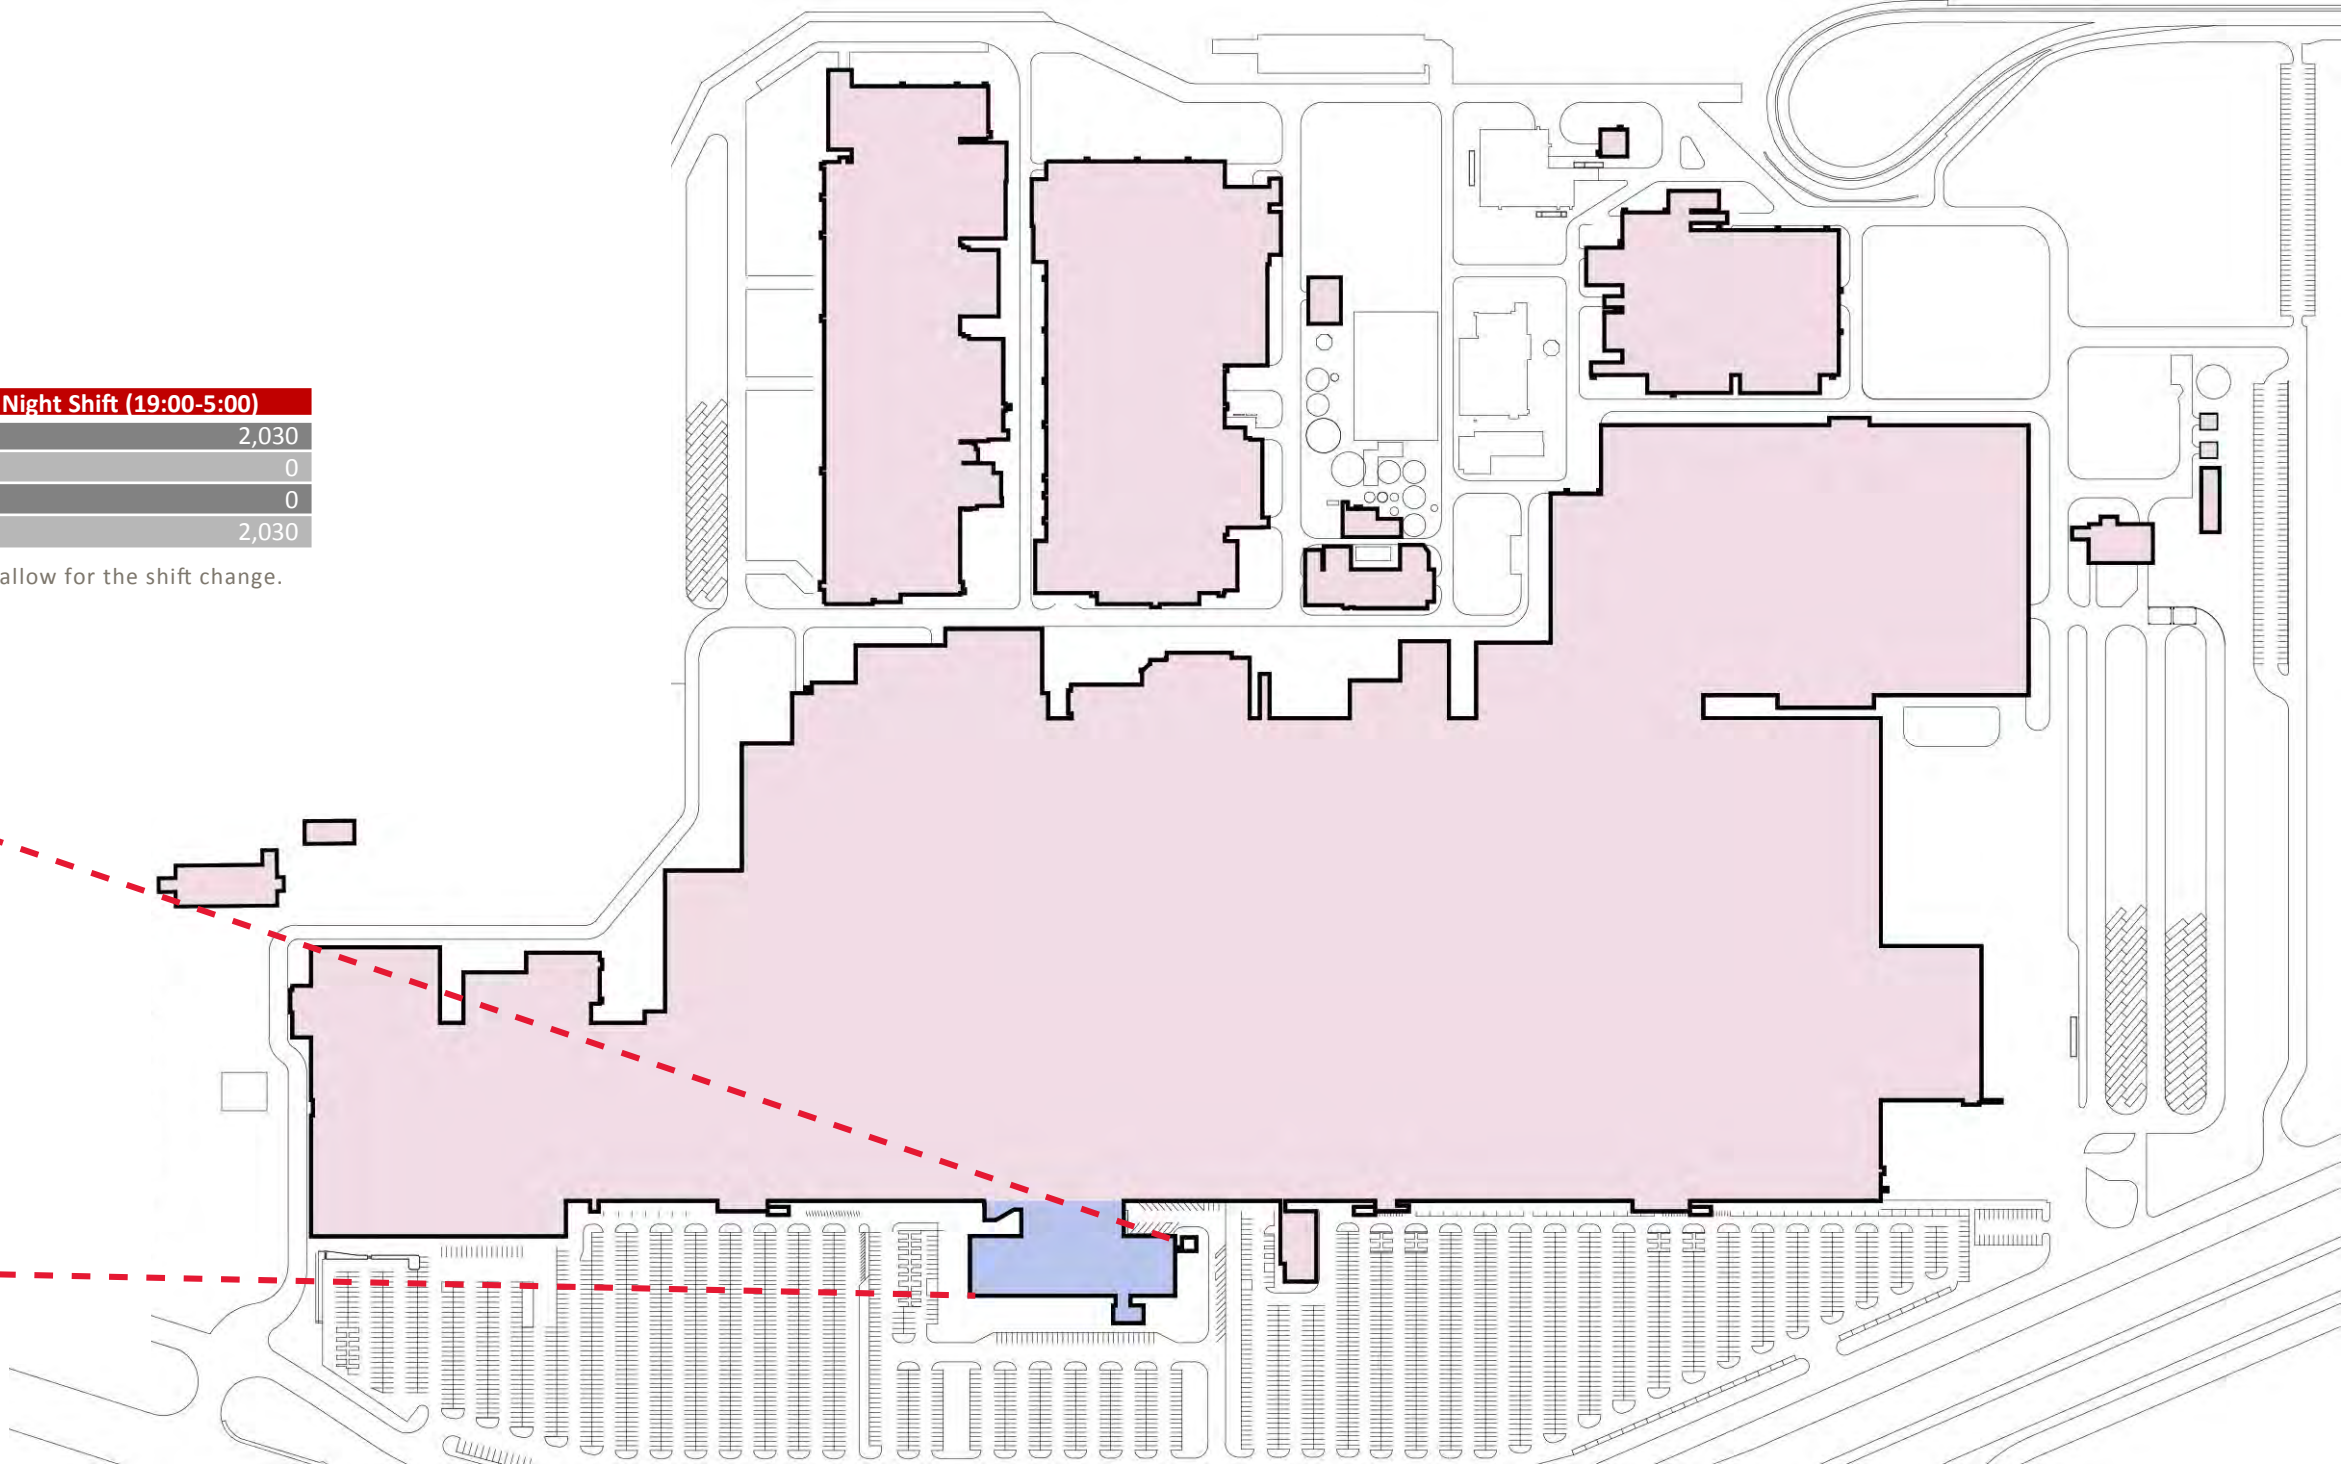 Night Shift (19:00-5:00)
2,030
0
0
2,030
allow for the shift change.